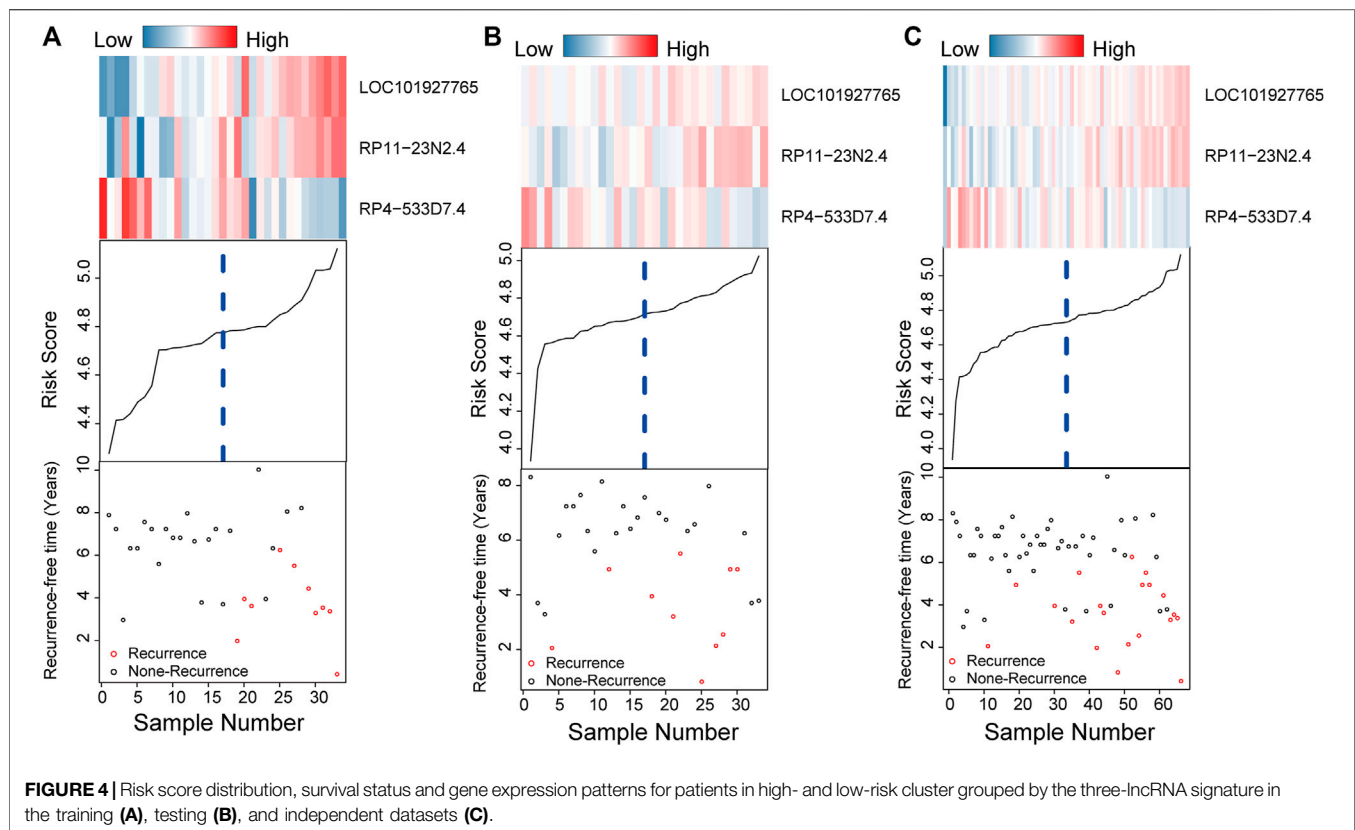 A
Low High
LOC101927765
RP11−23N2.4
RP4−533D7.4
Risk Score
5.0
4.8
4.6
4.4
Recurrence-free time (Years)
10
8
6
4
2
Recurrence
None-Recurrence
0 5 10 15 20 25 30
Sample Number
B
Low High
LOC101927765
RP11−23N2.4
RP4−533D7.4
Risk Score
5.0
4.8
4.6
4.4
4.2
4.0
Recurrence-free time (Years)
8
6
4
2
Recurrence
None-Recurrence
0 5 10 15 20 25 30
Sample Number
C
Low High
LOC101927765
RP11−23N2.4
RP4−533D7.4
Risk Score
5.0
4.8
4.6
4.4
4.2
4.0
Recurrence-free time (Years)
10
8
6
4
2
Recurrence
None-Recurrence
0 10 20 30 40 50 60
Sample Number
FIGURE 4 | Risk score distribution, survival status and gene expression patterns for patients in high- and low-risk cluster grouped by the three-lncRNA signature in
the training (A), testing (B), and independent datasets (C).